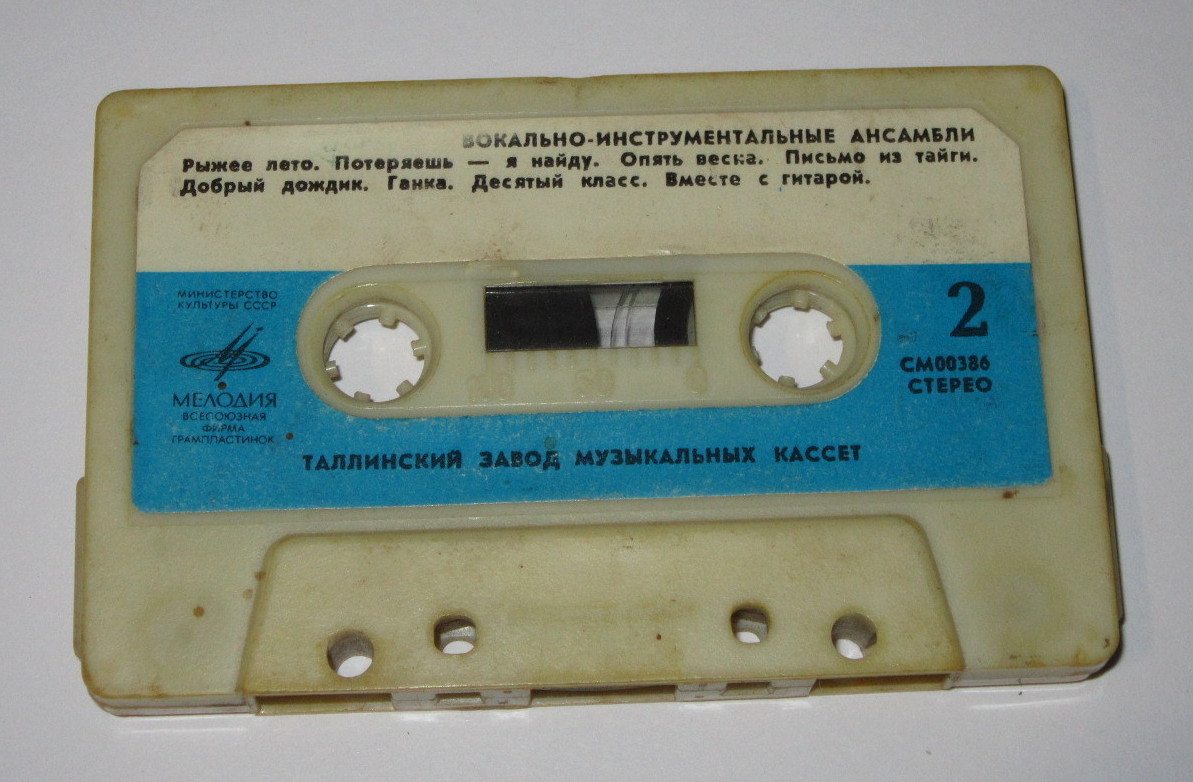 ВОКАЛЬНО-ИНСТРУМЕНТАЛЬНЫЕ АНСАМБЛИ
Рыжее лето. Потеряешь — я найду. Опять весна. Письмо из тайги.
Добрый дождик. Ганка. Десятый класс. Вместе с гитарой.
МИНИСТЕРСТВО
КУЛЬТУРЫ СССР
МЕЛОДИЯ
ВСЕСОЮЗНАЯ
ФИРМА
ГРАМПЛАСТИНОК
2
СМ00386
СТЕРЕО
100 50 0
ТАЛЛИНСКИЙ ЗАВОД МУЗЫКАЛЬНЫХ КАССЕТ